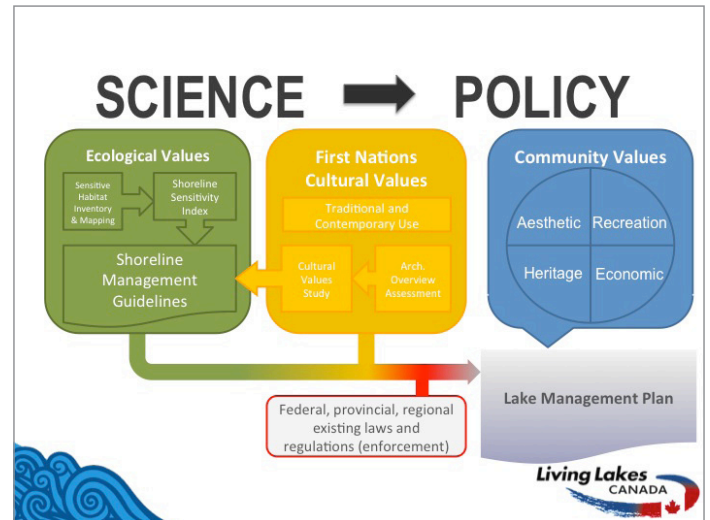 SCIENCE POLICY
Ecological Values
Sensitive
Habitat
Inventory
& Mapping
Shoreline
Sensitivity
Index
Shoreline
Management
Guidelines
First Nations
Cultural Values
Traditional and
Contemporary Use
Cultural
Values
Study
Arch.
Overview
Assessment
Community Values
Aesthetic
Recreation
Heritage
Economic
Federal, provincial, regional
existing laws and
regulations (enforcement)
Lake Management Plan
Living Lakes
CANADA